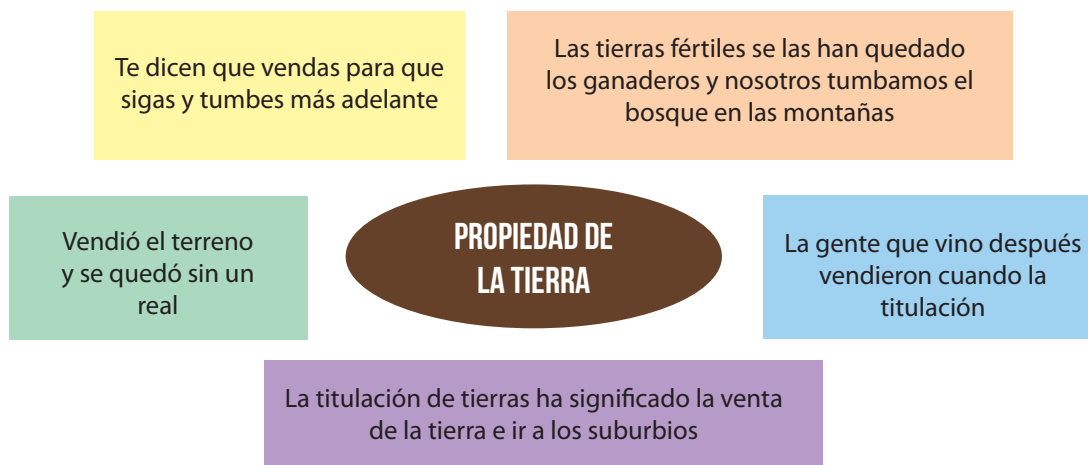 Te dicen que vendas para que
sigas y tumbes más adelante
Las tierras fértiles se las han quedado
los ganaderos y nosotros tumbamos el
bosque en las montañas
Vendió el terreno
y se quedó sin un
real
PROPIEDAD DE
LA TIERRA
La gente que vino después
vendieron cuando la
titulación
La titulación de tierras ha significado la venta
de la tierra e ir a los suburbios